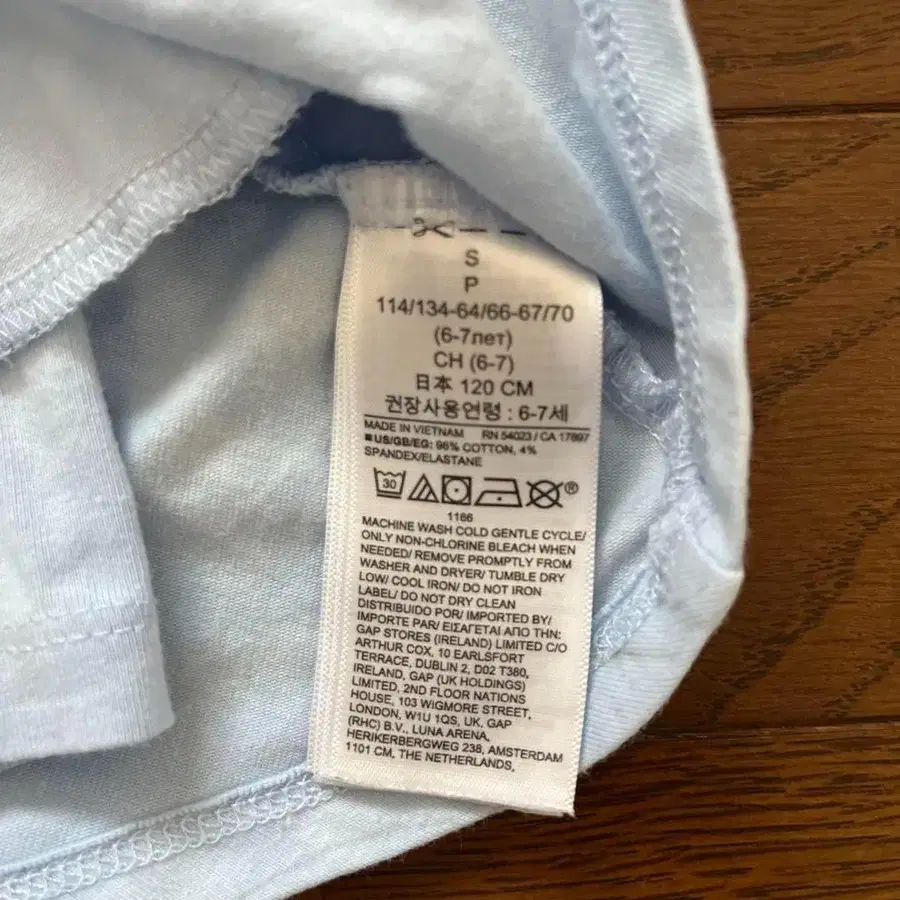 S
P
114/134-64/66-67/70
(6-7лет)
CH (6-7)
日本 120 CM
권장사용연령 : 6-7세
MADE IN VIETNAM RN 54023 / CA 17897
■US/GB/EG: 96% COTTON, 4%
SPANDEX/ELASTANE
30
®
1166
MACHINE WASH COLD GENTLE CYCLE/
ONLY NON-CHLORINE BLEACH WHEN
NEEDED/ REMOVE PROMPTLY FROM
WASHER AND DRYER/ TUMBLE DRY
LOW/ COOL IRON/ DO NOT IRON
LABEL/ DO NOT DRY CLEAN
DISTRIBUIDO POR/ IMPORTED BY/
IMPORTE PAR/ ΕΙΣΑΓΕΤΑΙ ΑΠΟ ΤΗΝ:
GAP STORES (IRELAND) LIMITED C/O
ARTHUR COX, 10 EARLSFORT
TERRACE, DUBLIN 2, D02 T380,
IRELAND, GAP (UK HOLDINGS)
LIMITED, 2ND FLOOR NATIONS
HOUSE, 103 WIGMORE STREET,
LONDON, W1U 1QS, UK, GAP
(RHC) B.V., LUNA ARENA,
HERIKERBERGWEG 238, AMSTERDAM
1101 CM, THE NETHERLANDS,